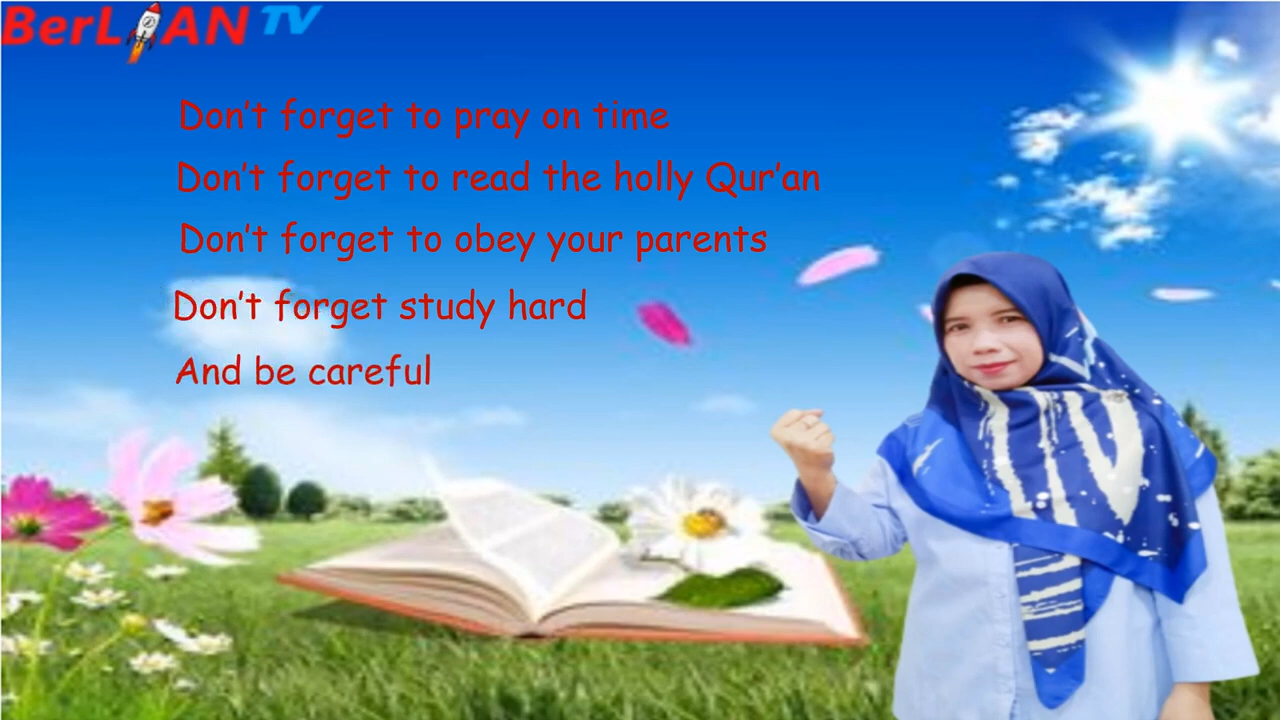 BerLIAN TV
Don't forget to pray on time
Don't forget to read the holly Qur'an
Don't forget to obey your parents
Don't forget study hard
And be careful